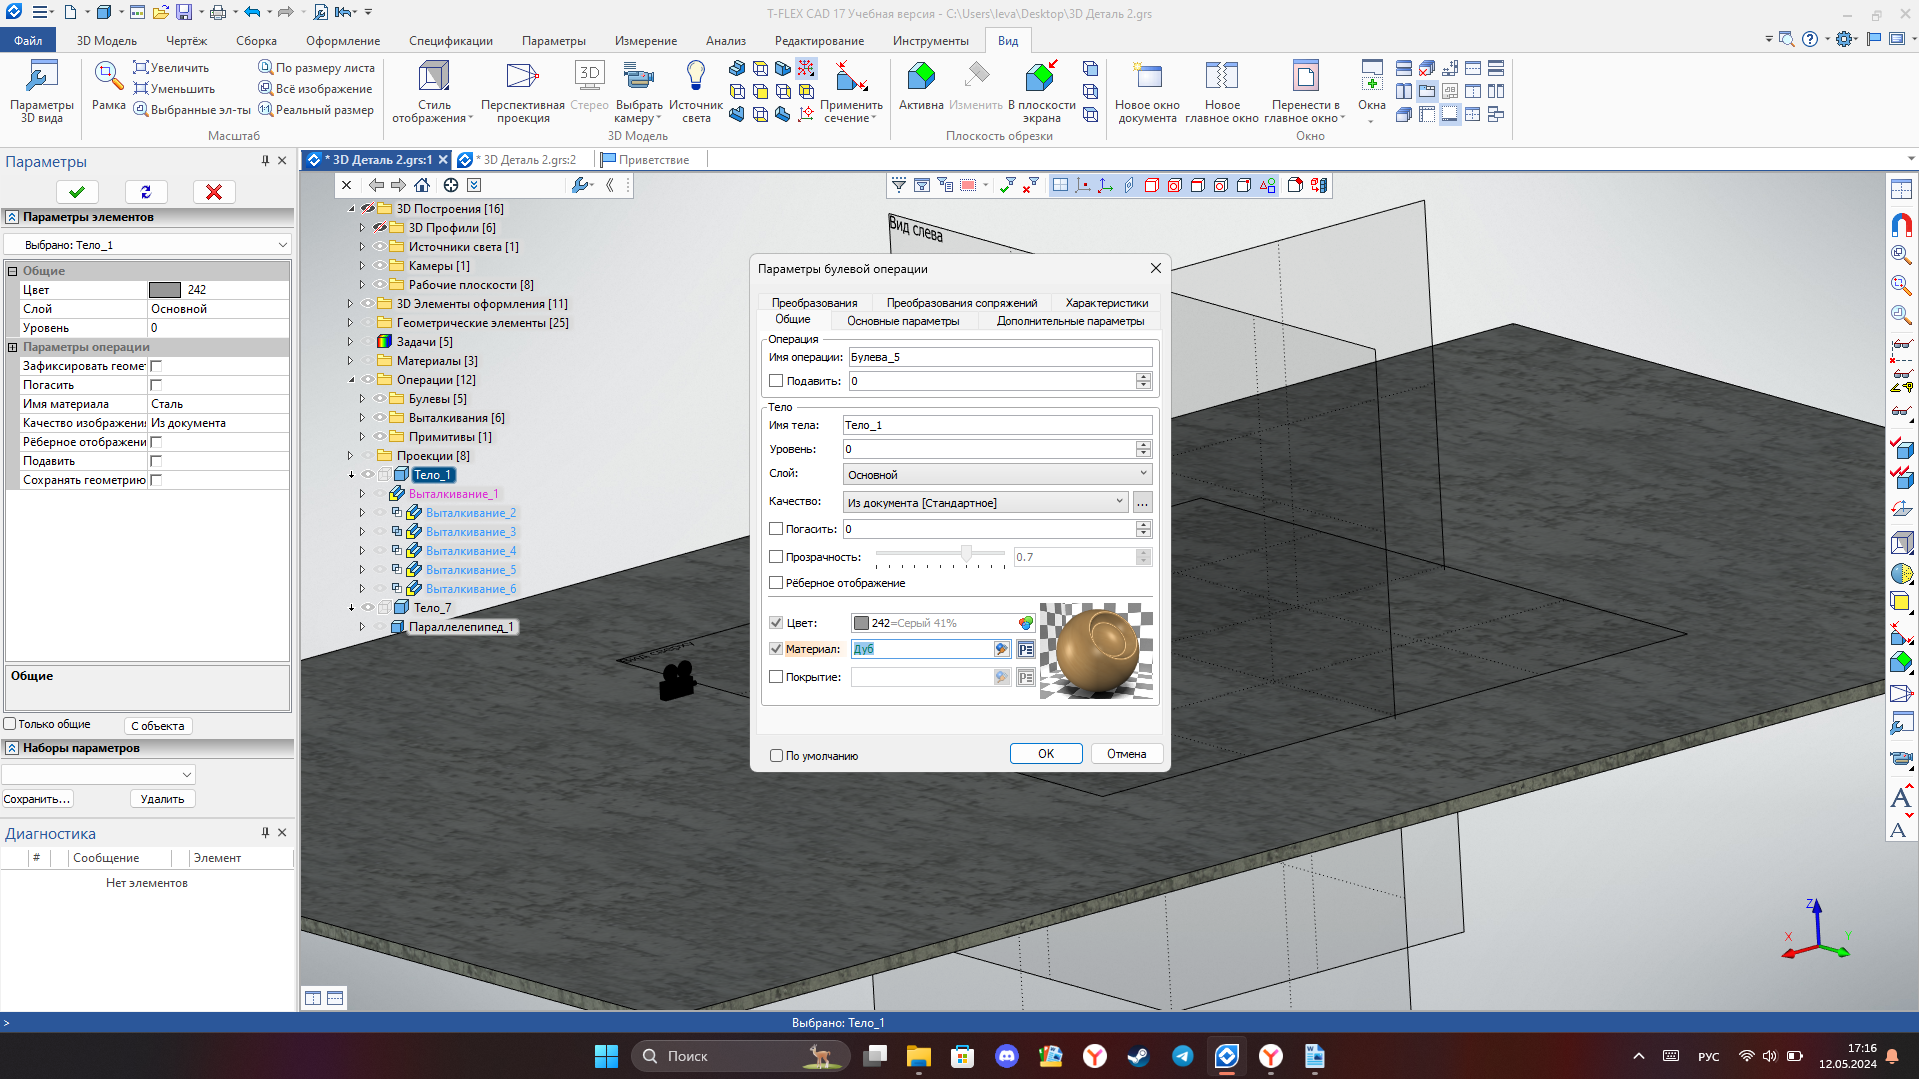 T-FLEX CAD 17 Учебная версия - C:\Users\leva\Desktop\3D Деталь 2.grs
Файл
3D Модель
Чертёж
Сборка
Оформление
Спецификации
Параметры
Измерение
Анализ
Редактирование
Инструменты
Вид
Параметры 3D вида
Рамка
Увеличить
Уменьшить
Выбранные эл-ты
По размеру листа
Всё изображение
Реальный размер
Масштаб
Стиль отображения
Перспективная проекция
3D
Стерео
Выбрать камеру
Источник света
Применить сечение
3D Модель
Активна
Изменить
В плоскости экрана
Плоскость обрезки
Новое окно документа
Новое главное окно
Перенести в главное окно
Окна
Окно
Параметры
Параметры элементов
Выбрано: Тело_1
Общие
Цвет 242
Слой Основной
Уровень 0
Параметры операции
Зафиксировать геоме
Погасить
Имя материала Сталь
Качество изображени Из документа
Рёберное отображени
Подавить
Сохранять геометрию
Общие
Только общие
С объекта
Наборы параметров
Сохранить...
Удалить
Диагностика
# Сообщение Элемент
Нет элементов
* 3D Деталь 2.grs:1
* 3D Деталь 2.grs:2
Приветствие
3D Построения [16]
3D Профили [6]
Источники света [1]
Камеры [1]
Рабочие плоскости [8]
3D Элементы оформления [11]
Геометрические элементы [25]
Задачи [5]
Материалы [3]
Операции [12]
Булевы [5]
Выталкивания [6]
Примитивы [1]
Проекции [8]
Тело_1
Выталкивание_1
Выталкивание_2
Выталкивание_3
Выталкивание_4
Выталкивание_5
Выталкивание_6
Тело_7
Параллелепипед_1
Вид слева
Параметры булевой операции
Преобразования
Преобразования сопряжений
Характеристики
Общие
Основные параметры
Дополнительные параметры
Операция
Имя операции: Булева_5
Подавить: 0
Тело
Имя тела: Тело_1
Уровень: 0
Слой: Основной
Качество: Из документа [Стандартное]
...
Погасить: 0
Прозрачность: 0.7
Рёберное отображение
Цвет: 242=Серый 41%
Материал: Дуб
Покрытие:
По умолчанию
OK
Отмена
Z
X
Y
>
Выбрано: Тело_1
Поиск
РУС
17:16
12.05.2024